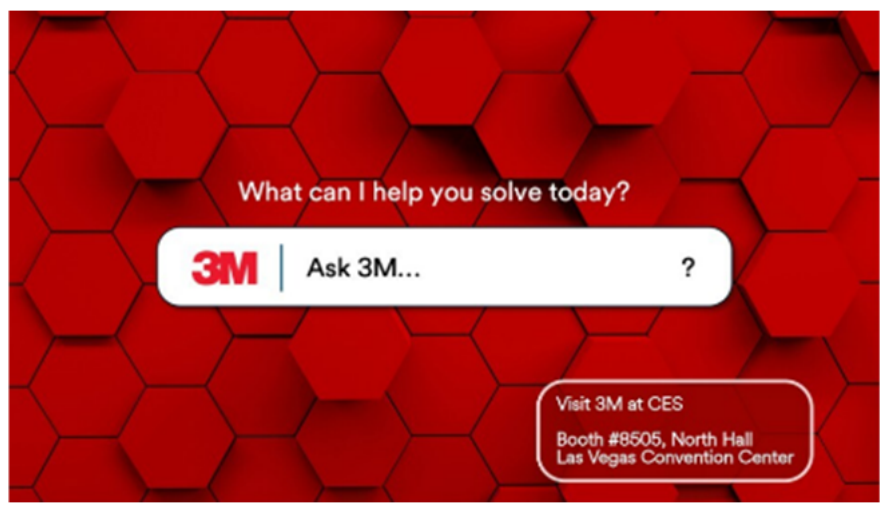 What can I help you solve today?
3M | Ask 3M... ?
Visit 3M at CES
Booth #8505, North Hall
Las Vegas Convention Center